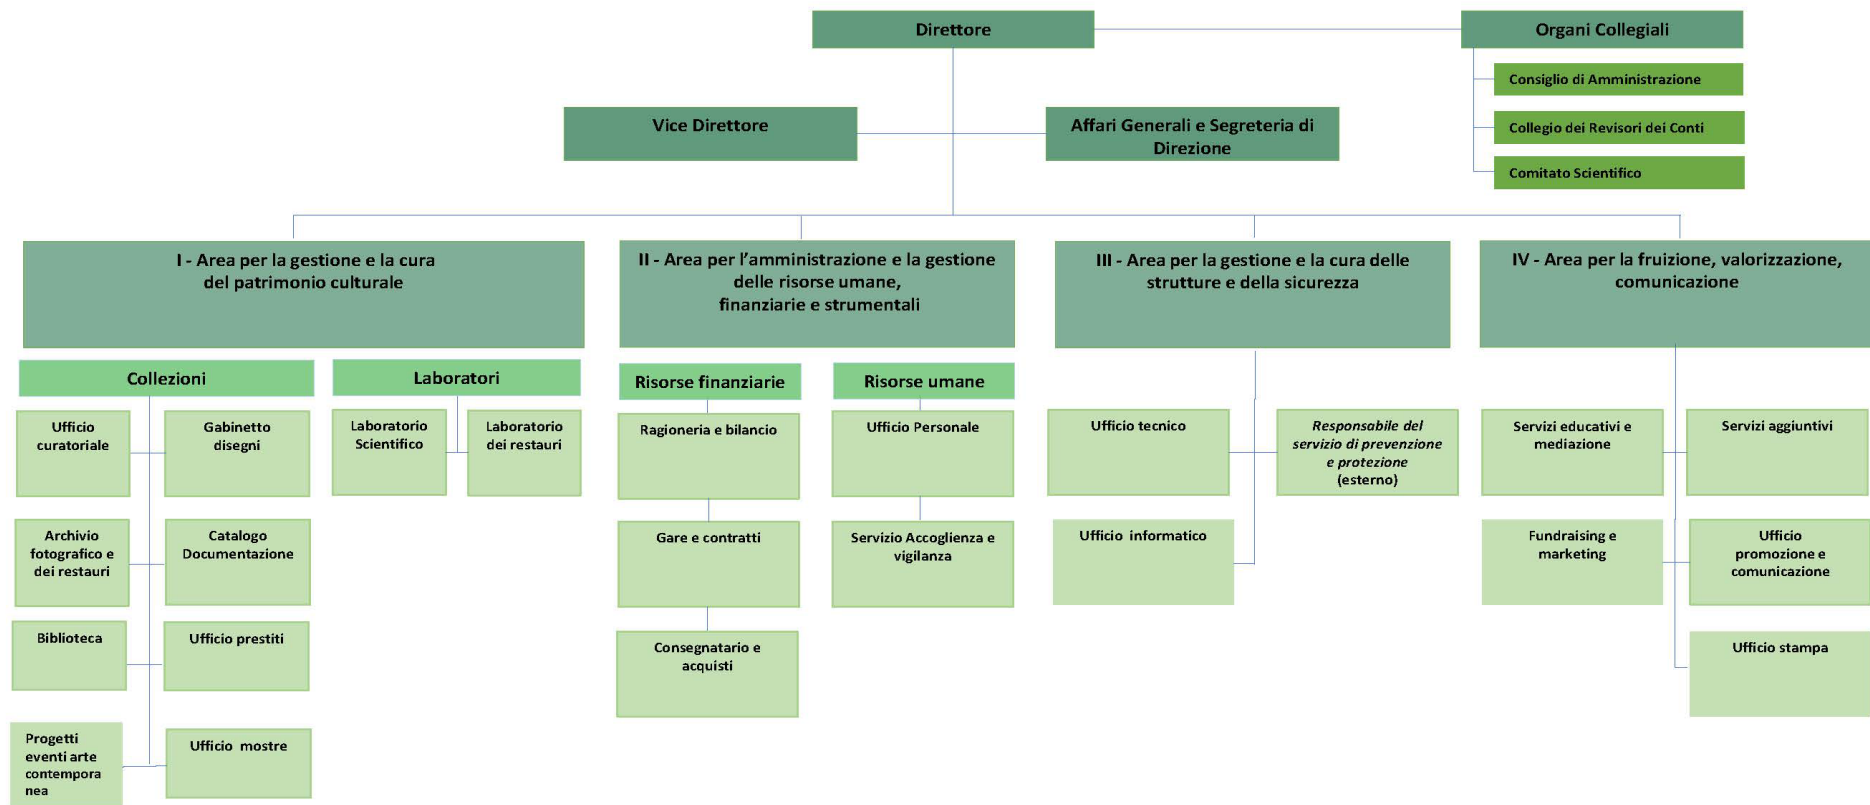 Direttore
Organi Collegiali
Consiglio di Amministrazione
Collegio dei Revisori dei Conti
Comitato Scientifico
Vice Direttore
Affari Generali e Segreteria di
Direzione
I - Area per la gestione e la cura
del patrimonio culturale
II - Area per l’amministrazione e la gestione
delle risorse umane,
finanziarie e strumentali
III - Area per la gestione e la cura delle
strutture e della sicurezza
IV - Area per la fruizione, valorizzazione,
comunicazione
Collezioni
Laboratori
Risorse finanziarie
Risorse umane
Ufficio
curatoriale
Gabinetto
disegni
Laboratorio
Scientifico
Laboratorio
dei restauri
Ragioneria e bilancio
Ufficio Personale
Ufficio tecnico
Responsabile del
servizio di prevenzione
e protezione
(esterno)
Servizi educativi e
mediazione
Servizi aggiuntivi
Archivio
fotografico e
dei restauri
Catalogo
Documentazione
Gare e contratti
Servizio Accoglienza e
vigilanza
Ufficio informatico
Fundraising e
marketing
Ufficio
promozione e
comunicazione
Biblioteca
Ufficio prestiti
Consegnatario e
acquisti
Ufficio stampa
Progetti
eventi arte
contempora
nea
Ufficio mostre